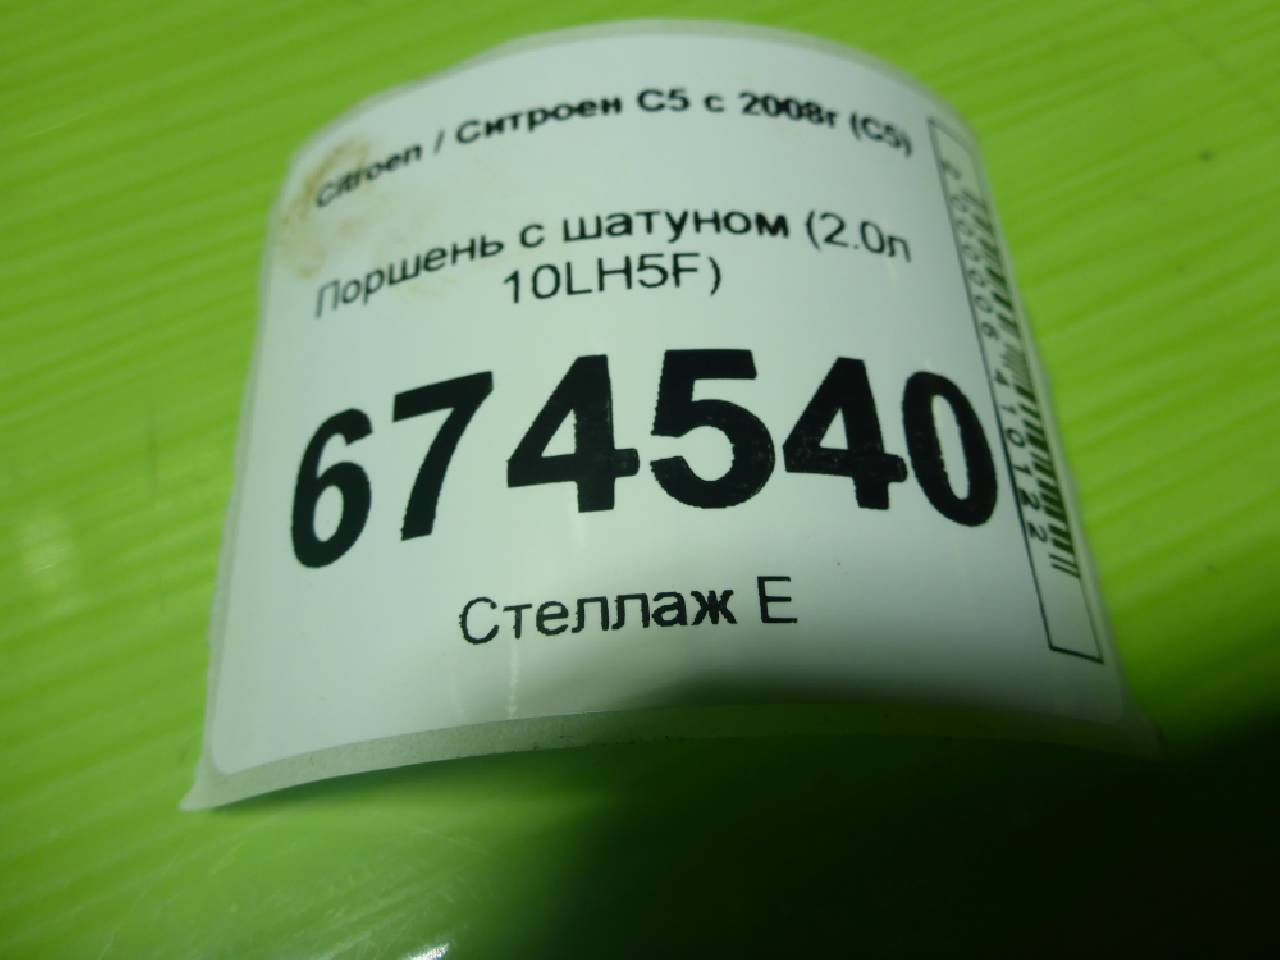 Citroen / Ситроен C5 с 2008г (C5)
Поршень с шатуном (2.0л
10LH5F)
674540
Стеллаж Е